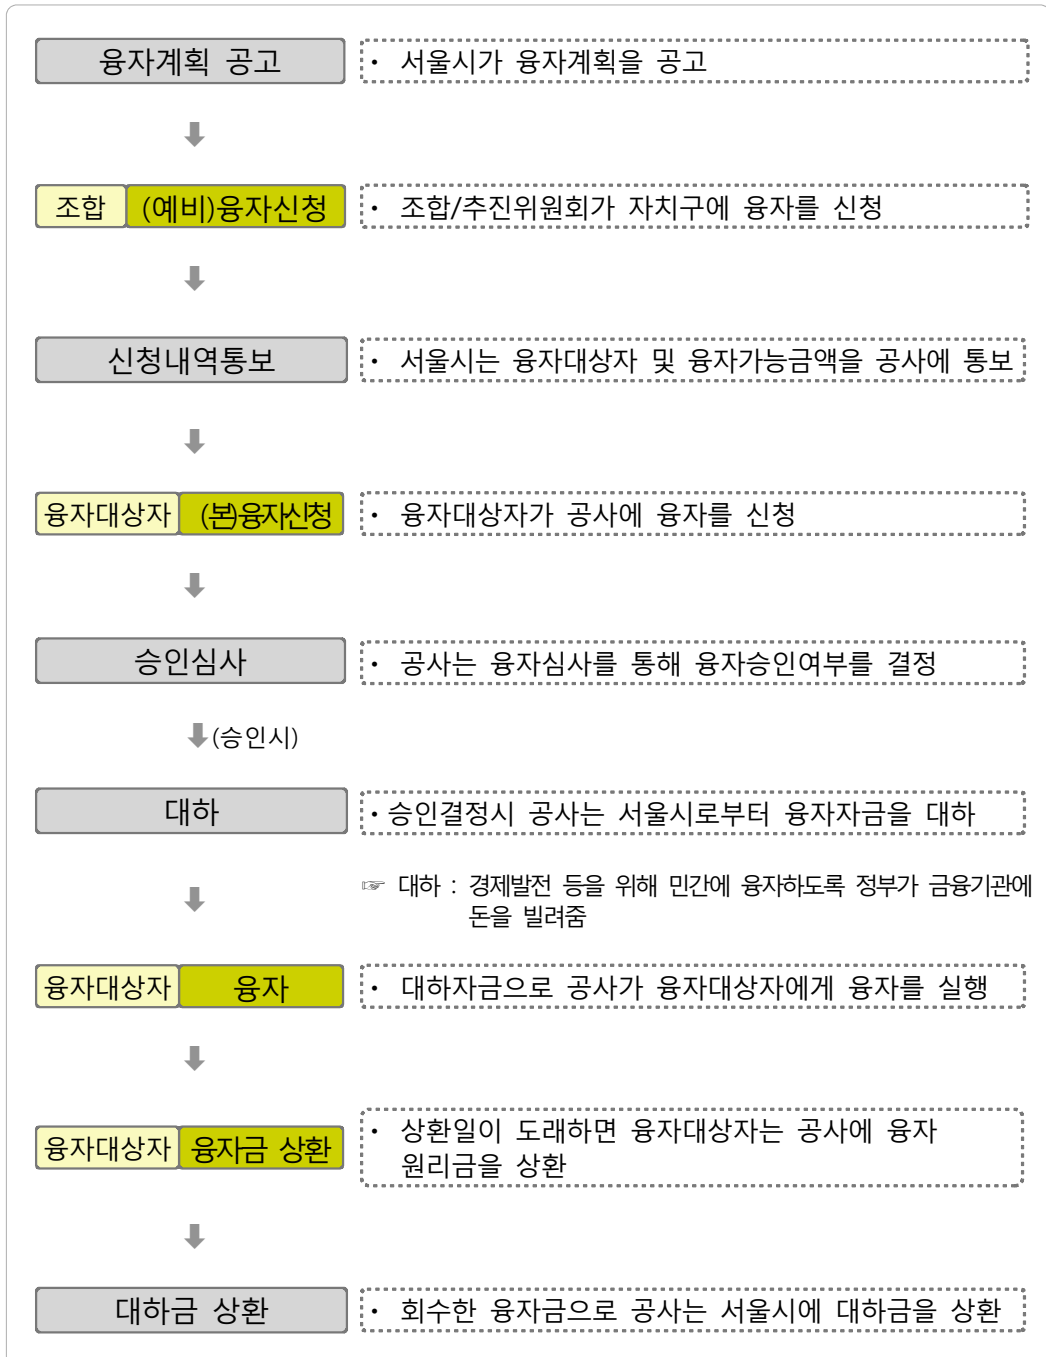 융자계획 공고
· 서울시가 융자계획을 공고
조합
(예비)융자신청
· 조합/추진위원회가 자치구에 융자를 신청
신청내역통보
· 서울시는 융자대상자 및 융자가능금액을 공사에 통보
융자대상자
(본)융자신청
· 융자대상자가 공사에 융자를 신청
승인심사
· 공사는 융자심사를 통해 융자승인여부를 결정
(승인시)
대하
· 승인결정시 공사는 서울시로부터 융자자금을 대하
☞ 대하 : 경제발전 등을 위해 민간에 융자하도록 정부가 금융기관에
돈을 빌려줌
융자대상자
융자
· 대하자금으로 공사가 융자대상자에게 융자를 실행
융자대상자
융자금 상환
· 상환일이 도래하면 융자대상자는 공사에 융자
원리금을 상환
대하금 상환
· 회수한 융자금으로 공사는 서울시에 대하금을 상환